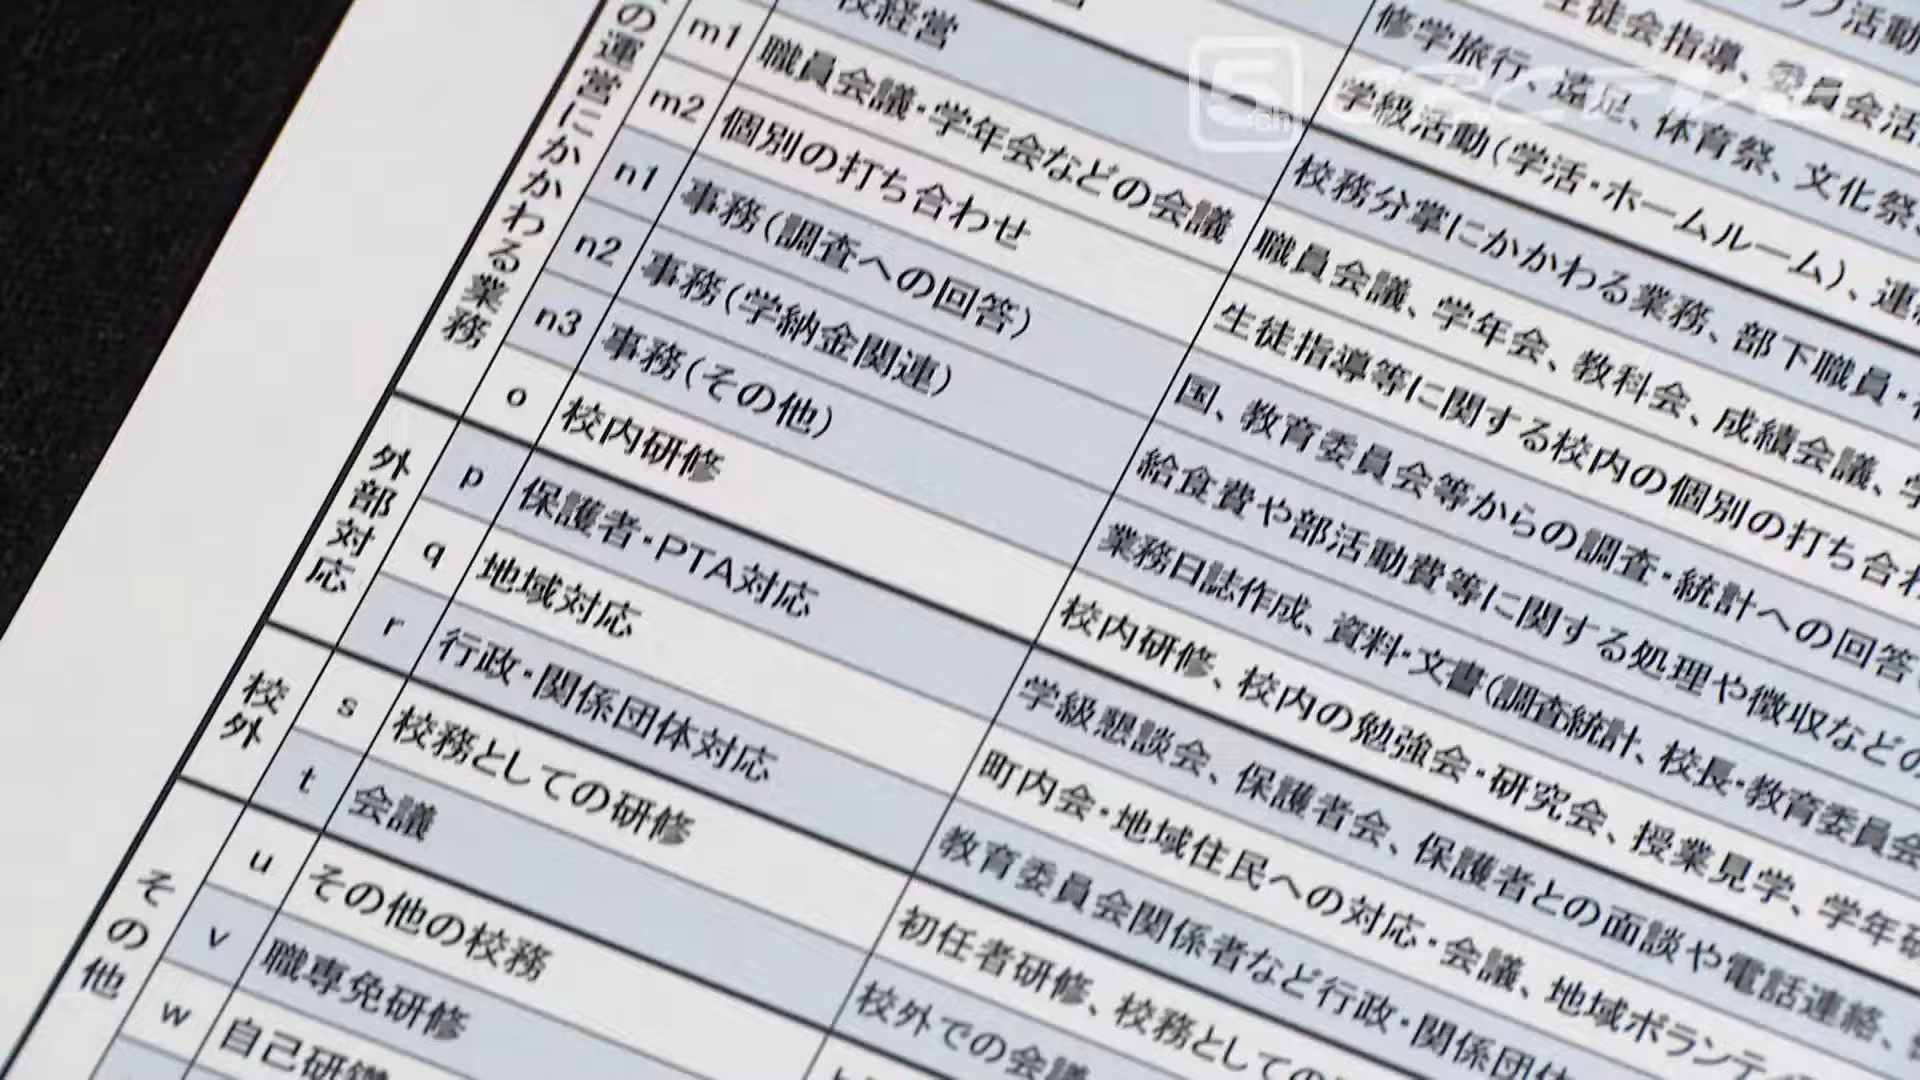 の運営にかかわる業務
外部対応
校外
その他
生徒会指導、委員会活
修学旅行、遠足、体育祭、文化祭、
校経営 学級活動(学活・ホームルーム)、連
校務分掌にかかわる業務、部下職員・
m1 職員会議・学年会などの会議 職員会議、学年会、教科会、成績会議、学
m2 個別の打ち合わせ 生徒指導等に関する校内の個別の打ち合わ
n1 事務(調査への回答) 国、教育委員会等からの調査・統計への回答
n2 事務(学納金関連) 給食費や部活動費等に関する処理や徴収などの
n3 事務(その他) 業務日誌作成、資料・文書(調査統計、校長・教育委員会
o 校内研修 校内研修、校内の勉強会・研究会、授業見学、学年研
p 保護者・PTA対応 学級懇談会、保護者会、保護者との面談や電話連絡、
q 地域対応 町内会・地域住民への対応・会議、地域ボランティ
r 行政・関係団体対応 教育委員会関係者など行政・関係団体
s 校務としての研修 初任者研修、校務としての
t 会議 校外での会議
u その他の校務
v 職専免研修
w 自己研鑽
5.ch